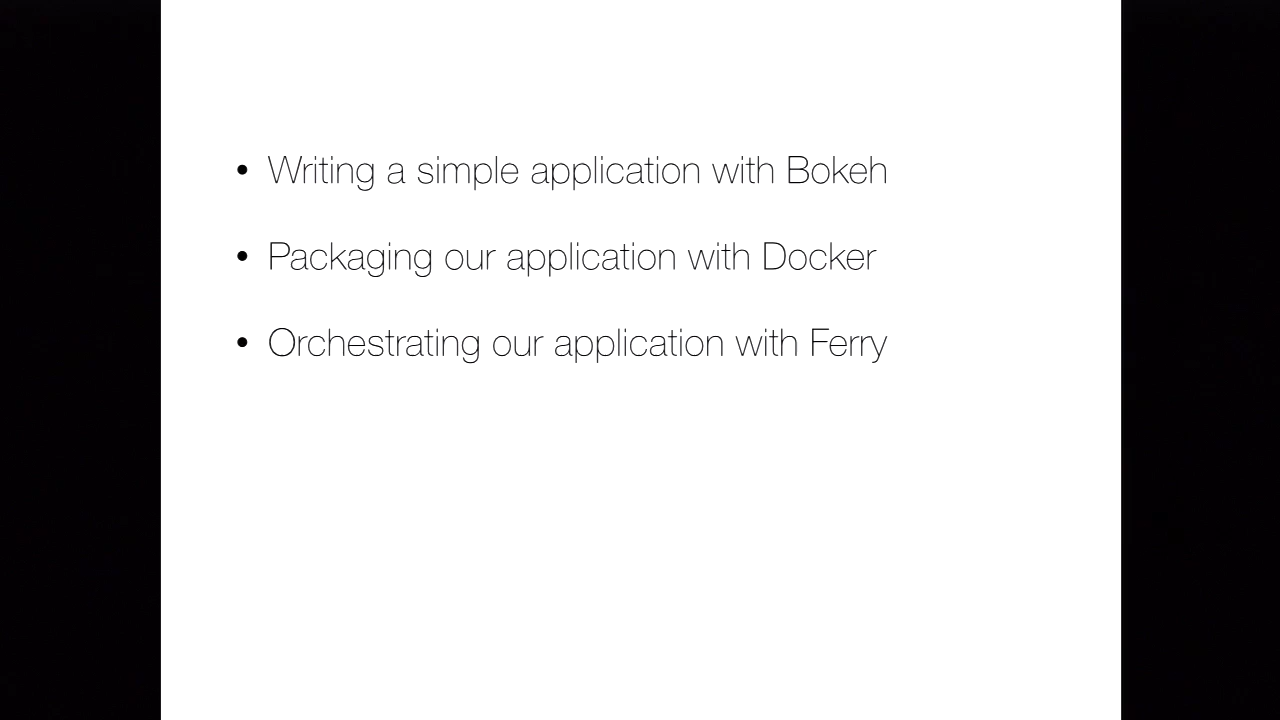 • Writing a simple application with Bokeh
• Packaging our application with Docker
• Orchestrating our application with Ferry